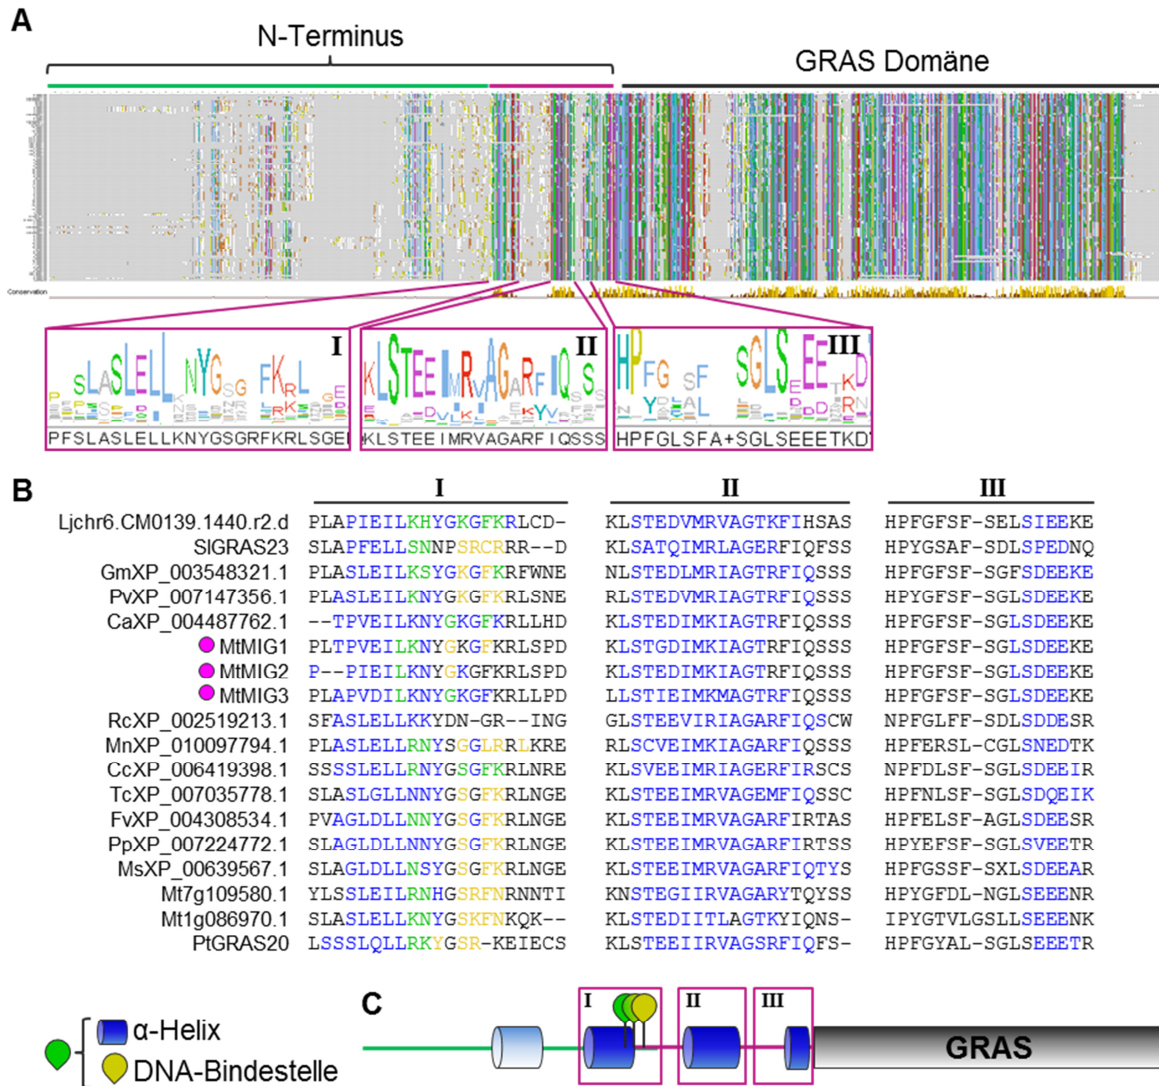 A
N-Terminus
GRAS Domäne
Conservation
I
II
III
PFSLASLELLKNYGSGRFKRLSGE
KLSTEEIMRVAGARFIQSSS
HPFGLSFA+SGLSEEETKD
B
I II III
Ljchr6.CM0139.1440.r2.d PLAPIEILKHYGKGFKRLCD- KLSTEDVMRVAGTKFIHSAS HPFGFSF-SELSIEEKE
SlGRAS23 SLAPFELLSNNPSRCRRR--D KLSATQIMRLAGERFIQFSS HPYGSAF-SDLSPEDNQ
GmXP_003548321.1 PLASLEILKSYGKGFKRFWNE NLSTEDLMRIAGTRFIQSSS HPFGFSF-SGFSDEEKE
PvXP_007147356.1 PLASLEILKNYGKGFKRLSNE RLSTEDVMRIAGTRFIQSSS HPFGFSF-SGLSDEEKE
CaXP_004487762.1 --TPVEILKNYGKGFKRLLHD KLSTEDIMKIAGTRFIQSSS HPFGISF-SGLSDEEKE
MtMIG1 PLTPVEILKNYGKGFKRLSPD KLSTGDIMKIAGTRFIQSSS HPFGFSF-SGLSDEEKE
MtMIG2 P--PIEILKNYGKGFKRLSPD KLSTEDIMKIAGTRFIQSSS HPFGFSF-SGLSDEEKE
MtMIG3 PLAPVDILKNYGKGFKRLLPD LLSTIEIMKMAGTRFIQSSS HPFGFSF-SGLSDEEKE
RcXP_002519213.1 SFASLELLKKYDN-GR--ING GLSTEEVIRIAGARFIQSCW NPFGLFF-SDLSDDESR
MnXP_010097794.1 PLASLEILRNYSGGLRRLKRE RLSCVEIMKIAGARFIQSSS HPFERSL-CGLSNEDTK
CcXP_006419398.1 SSSSLELLRNYGSGFKRLNRE KLSVEEIMRIAGERFIRSCS NPFDLSF-SGLSDEEIR
TcXP_007035778.1 SLASLGLLNNYGSGFKRLNGE KLSTEEIMRVAGEMFIQSSC HPFNLSF-SGLSDQEIK
FvXP_004308534.1 PVAGLDLLNNYGSGFKRLNGE KLSTEEIMRVAGARFIRTAS HPFELSF-AGLSDEESR
PpXP_007224772.1 SLAGLDLLNNYGSGFKRLNGE KLSTEEIMRVAGARFIRTSS HPYEFSF-SGLSVEETR
MsXP_00639567.1 SLAGLEILNSYGSGFKRLNGE KLSTEEIMRVAGARFIQTYS HPFGSSF-SXLSDEEAR
Mt7g109580.1 YLSSLEILRNHGSRFNRNNTI KNSTEGIIRVAGARYTQYSS HPYGFDL-NGLSEEENR
Mt1g086970.1 SLASLELLKNYGSKFNKQK-- KLSTEDIITLAGTKYIQNS- IPYGTVLGSLLSEEENK
PtGRAS20 LSSSLQLLRKYGSR-KEIECS KLSTEEIIRVAGSRFIQFS- HPFGYAL-SGLSEEETR
C
I
II
III
GRAS
α-Helix
DNA-Bindestelle